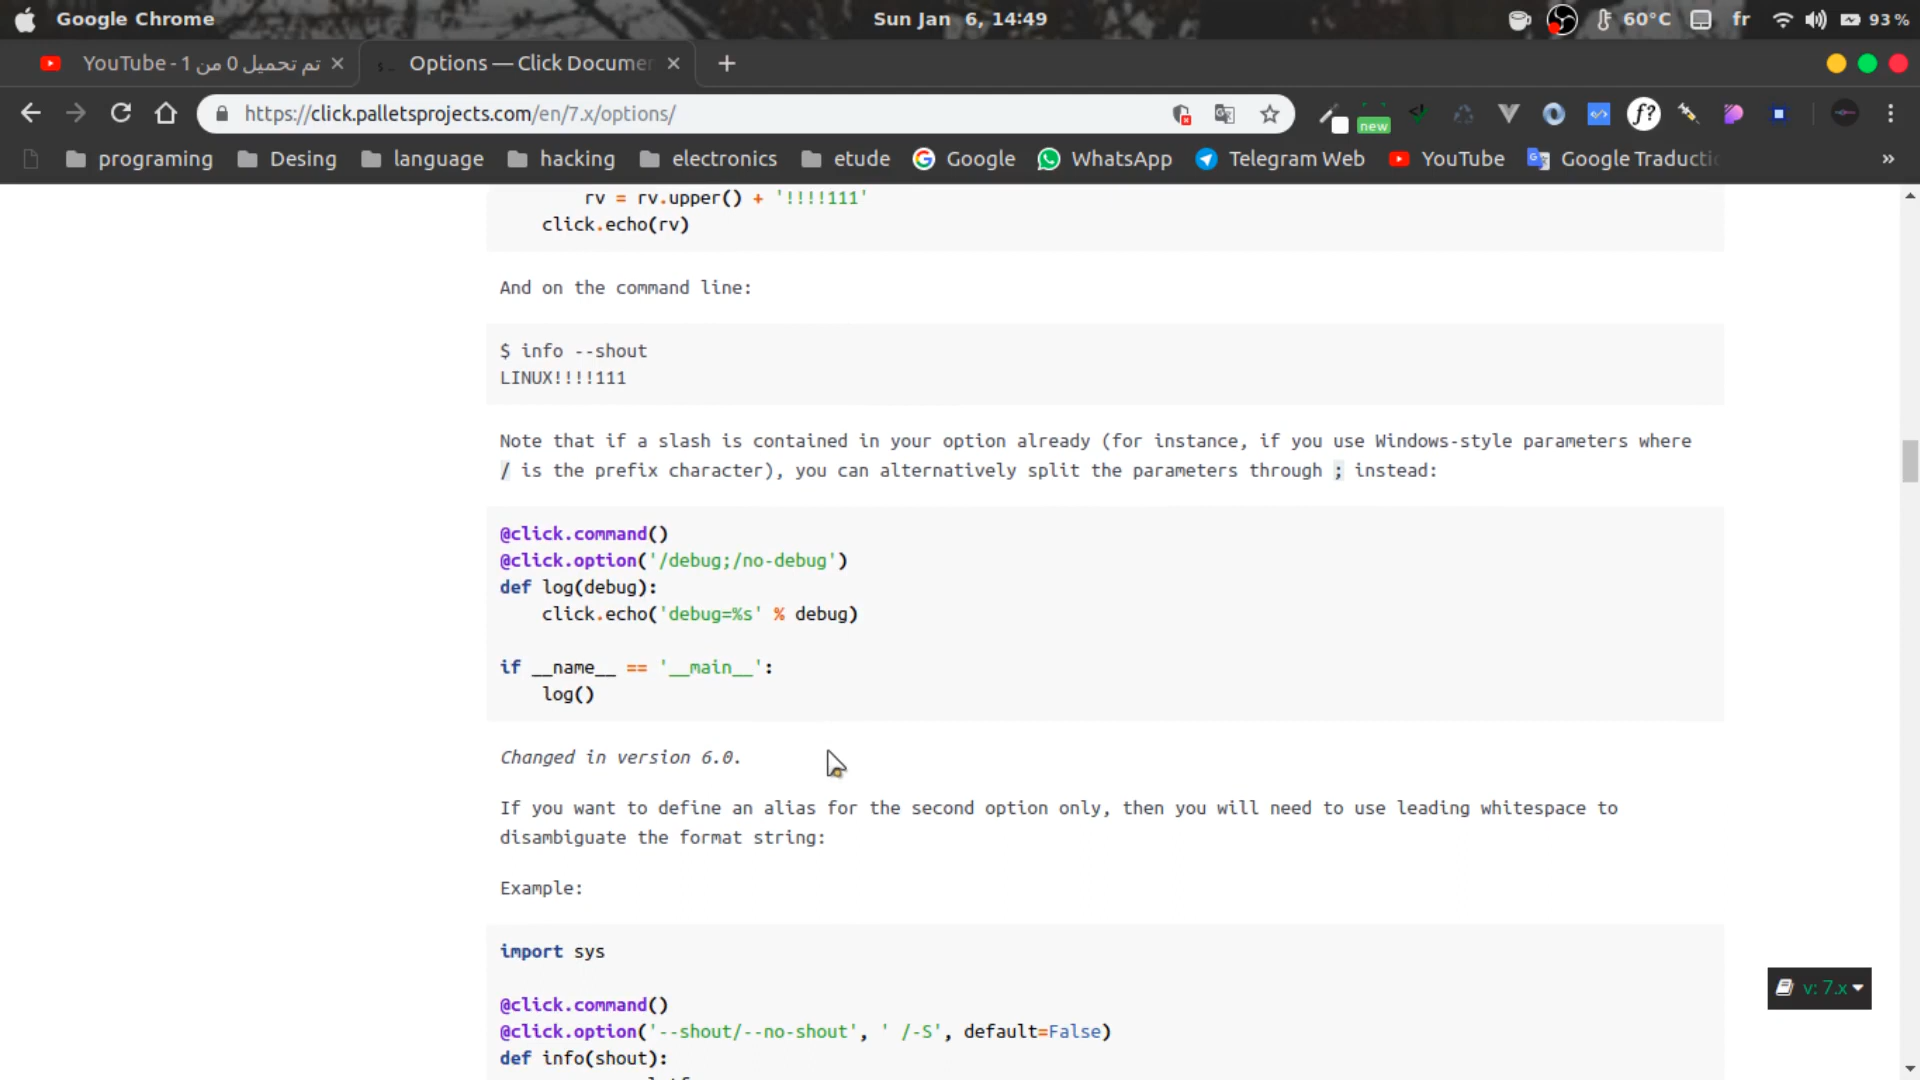 Google Chrome
Sun Jan 6, 14:49
60°C
fr
93 %
YouTube - تم تحميل 0 من 1
Options — Click Documen
https://click.palletsprojects.com/en/7.x/options/
new
f?
programing
Desing
language
hacking
electronics
etude
Google
WhatsApp
Telegram Web
YouTube
Google Traducti
»
rv = rv.upper() + '!!!!111'
click.echo(rv)
And on the command line:
$ info --shout
LINUX!!!!111
Note that if a slash is contained in your option already (for instance, if you use Windows-style parameters where
/ is the prefix character), you can alternatively split the parameters through ; instead:
@click.command()
@click.option('/debug;/no-debug')
def log(debug):
click.echo('debug=%s' % debug)
if __name__ == '__main__':
log()
Changed in version 6.0.
If you want to define an alias for the second option only, then you will need to use leading whitespace to
disambiguate the format string:
Example:
import sys
@click.command()
@click.option('--shout/--no-shout', ' /-S', default=False)
def info(shout):
v: 7.x